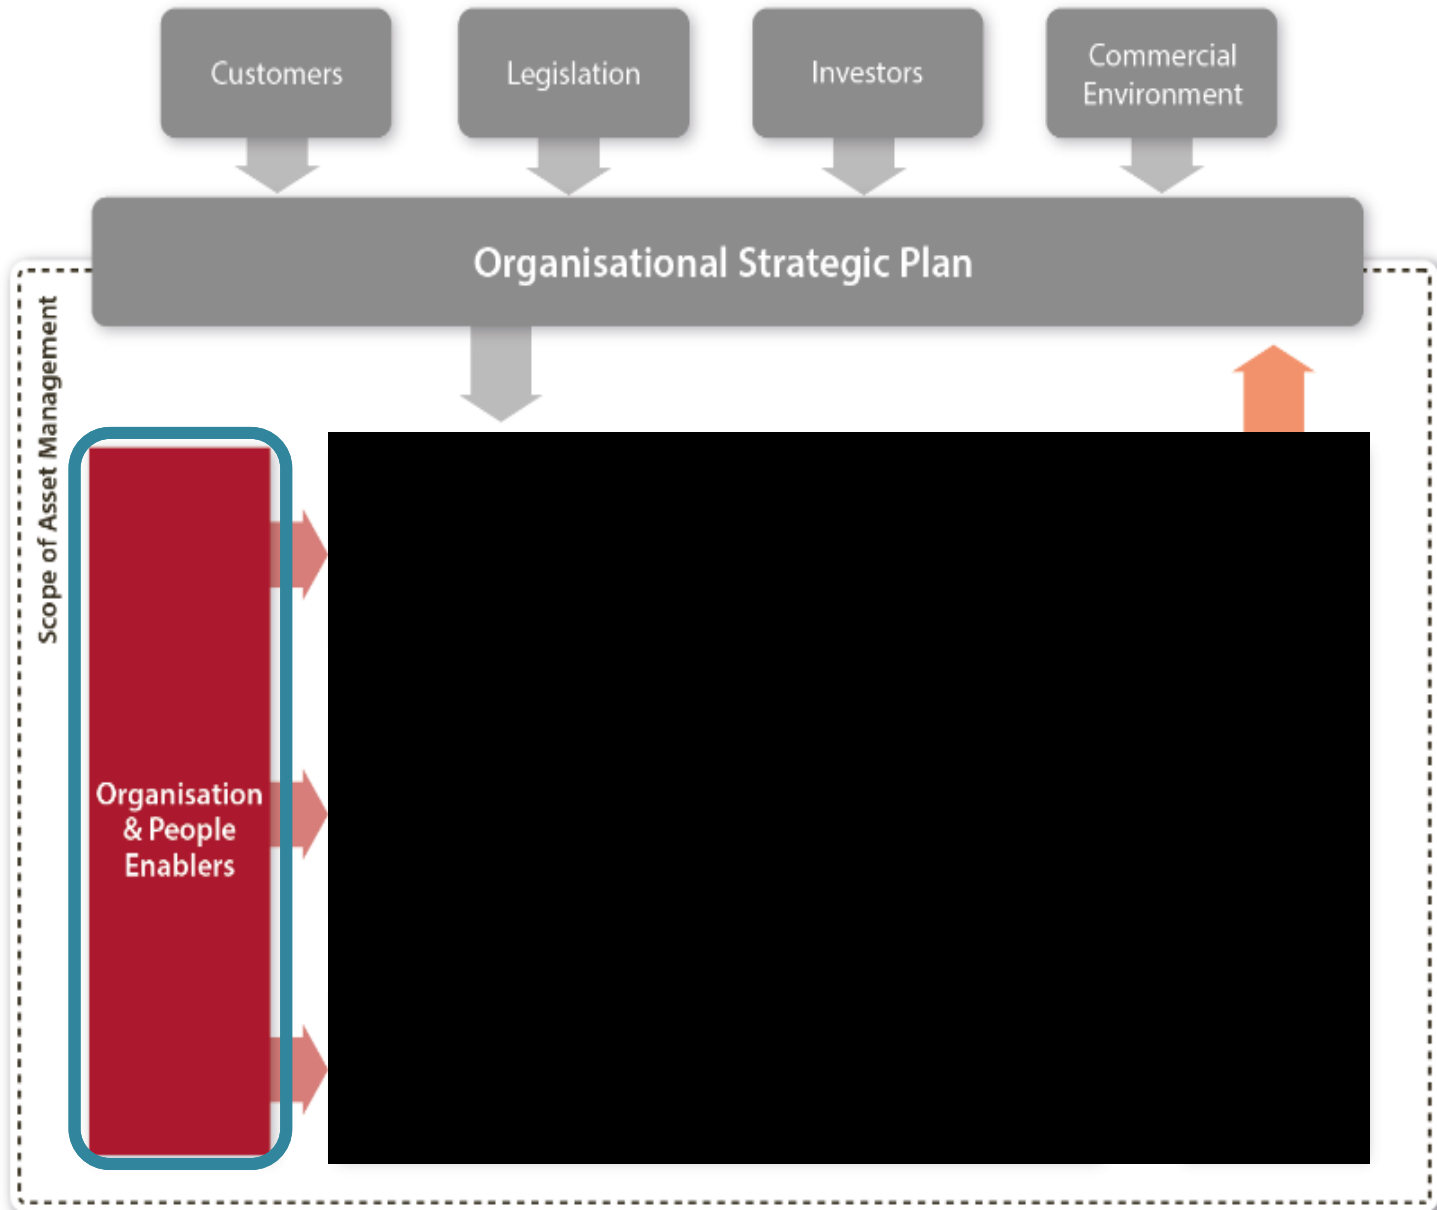 Customers
Legislation
Investors
Commercial
Environment
Organisational Strategic Plan
Scope of Asset Management
Organisation
& People
Enablers